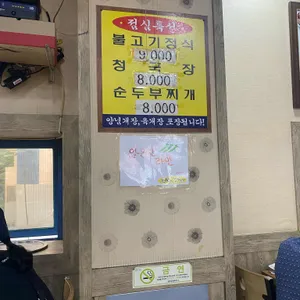 점심특선
불고기정식
9,000
청국장
8,000
순두부찌개
8,000
양념게장, 육개장 포장됩니다!
금연